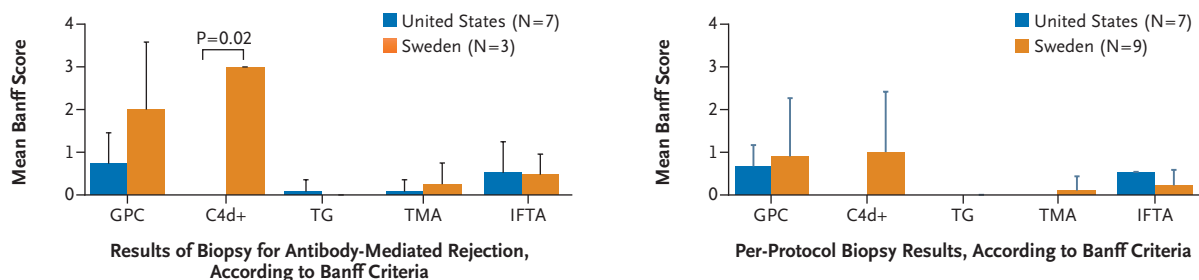 Mean Banff Score
4
3
2
1
0
P=0.02
United States (N=7)
Sweden (N=3)
GPC
C4d+
TG
TMA
IFTA
Results of Biopsy for Antibody-Mediated Rejection,
According to Banff Criteria
Mean Banff Score
4
3
2
1
0
United States (N=7)
Sweden (N=9)
GPC
C4d+
TG
TMA
IFTA
Per-Protocol Biopsy Results, According to Banff Criteria